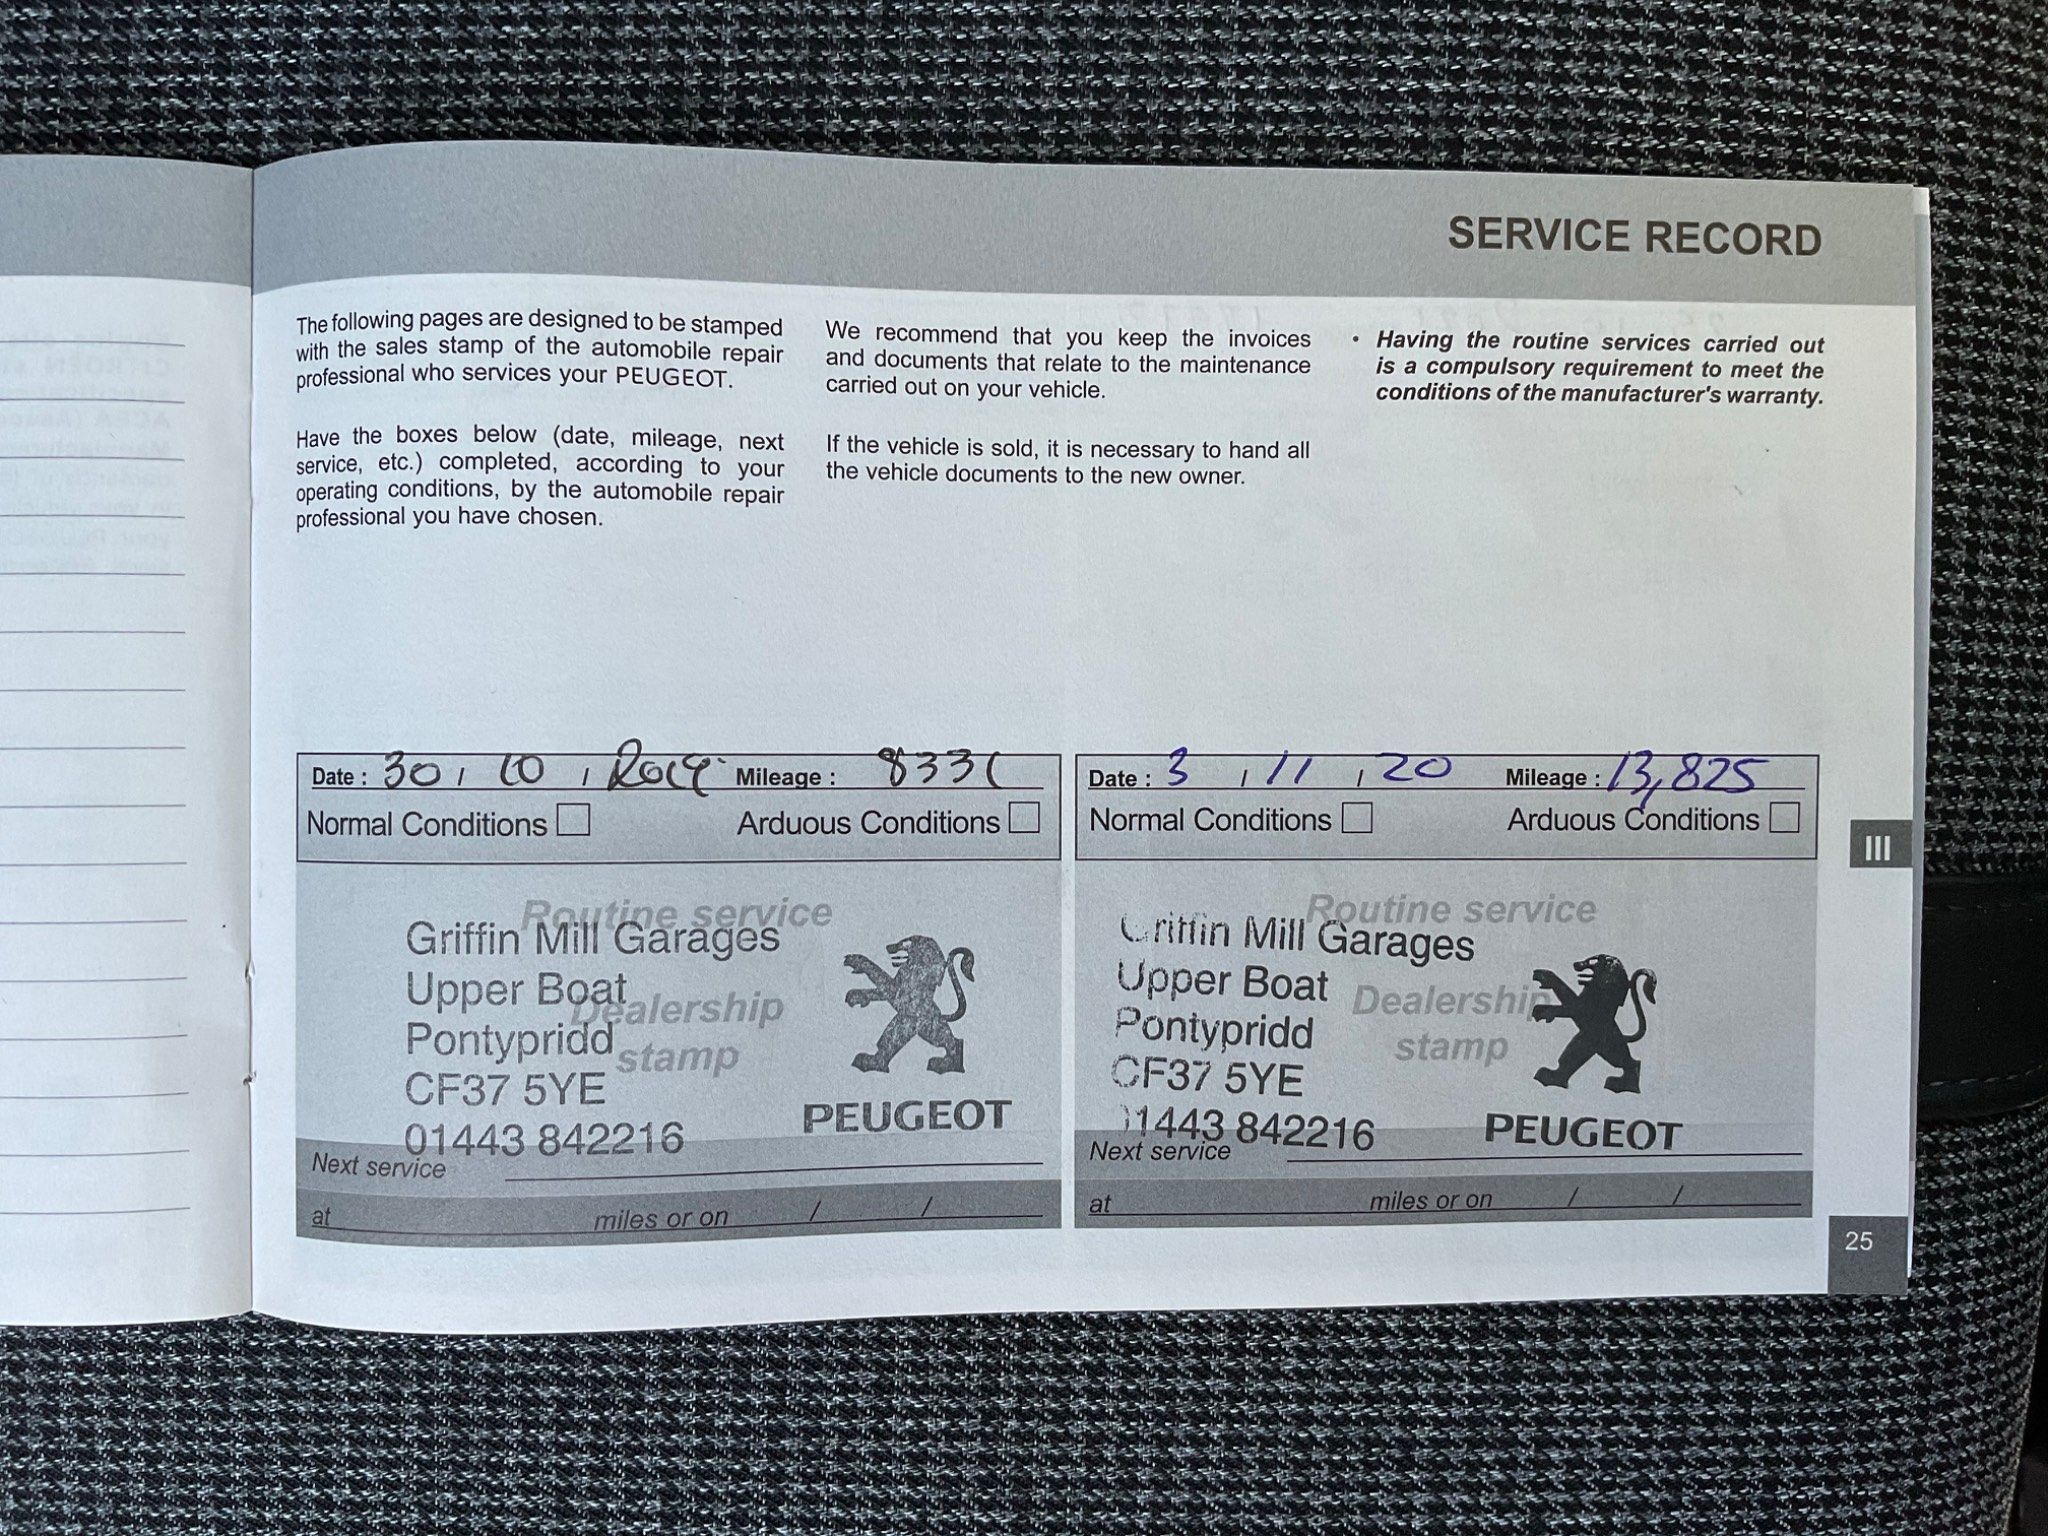 SERVICE RECORD
The following pages are designed to be stamped
with the sales stamp of the automobile repair
professional who services your PEUGEOT.
Have the boxes below (date, mileage, next
service, etc.) completed, according to your
operating conditions, by the automobile repair
professional you have chosen.
We recommend that you keep the invoices
and documents that relate to the maintenance
carried out on your vehicle.
If the vehicle is sold, it is necessary to hand all
the vehicle documents to the new owner.
• Having the routine services carried out
is a compulsory requirement to meet the
conditions of the manufacturer's warranty.
Date : 30 / 10 / 2019 Mileage : 8331
Normal Conditions Arduous Conditions
Routine service
Dealership
stamp
Griffin Mill Garages
Upper Boat
Pontypridd
CF37 5YE
01443 842216
PEUGEOT
Next service
at miles or on / /
Date : 3 / 11 / 20 Mileage : 13,825
Normal Conditions Arduous Conditions
Routine service
Dealership
stamp
Griffin Mill Garages
Upper Boat
Pontypridd
CF37 5YE
01443 842216
PEUGEOT
Next service
at miles or on / /
III
25